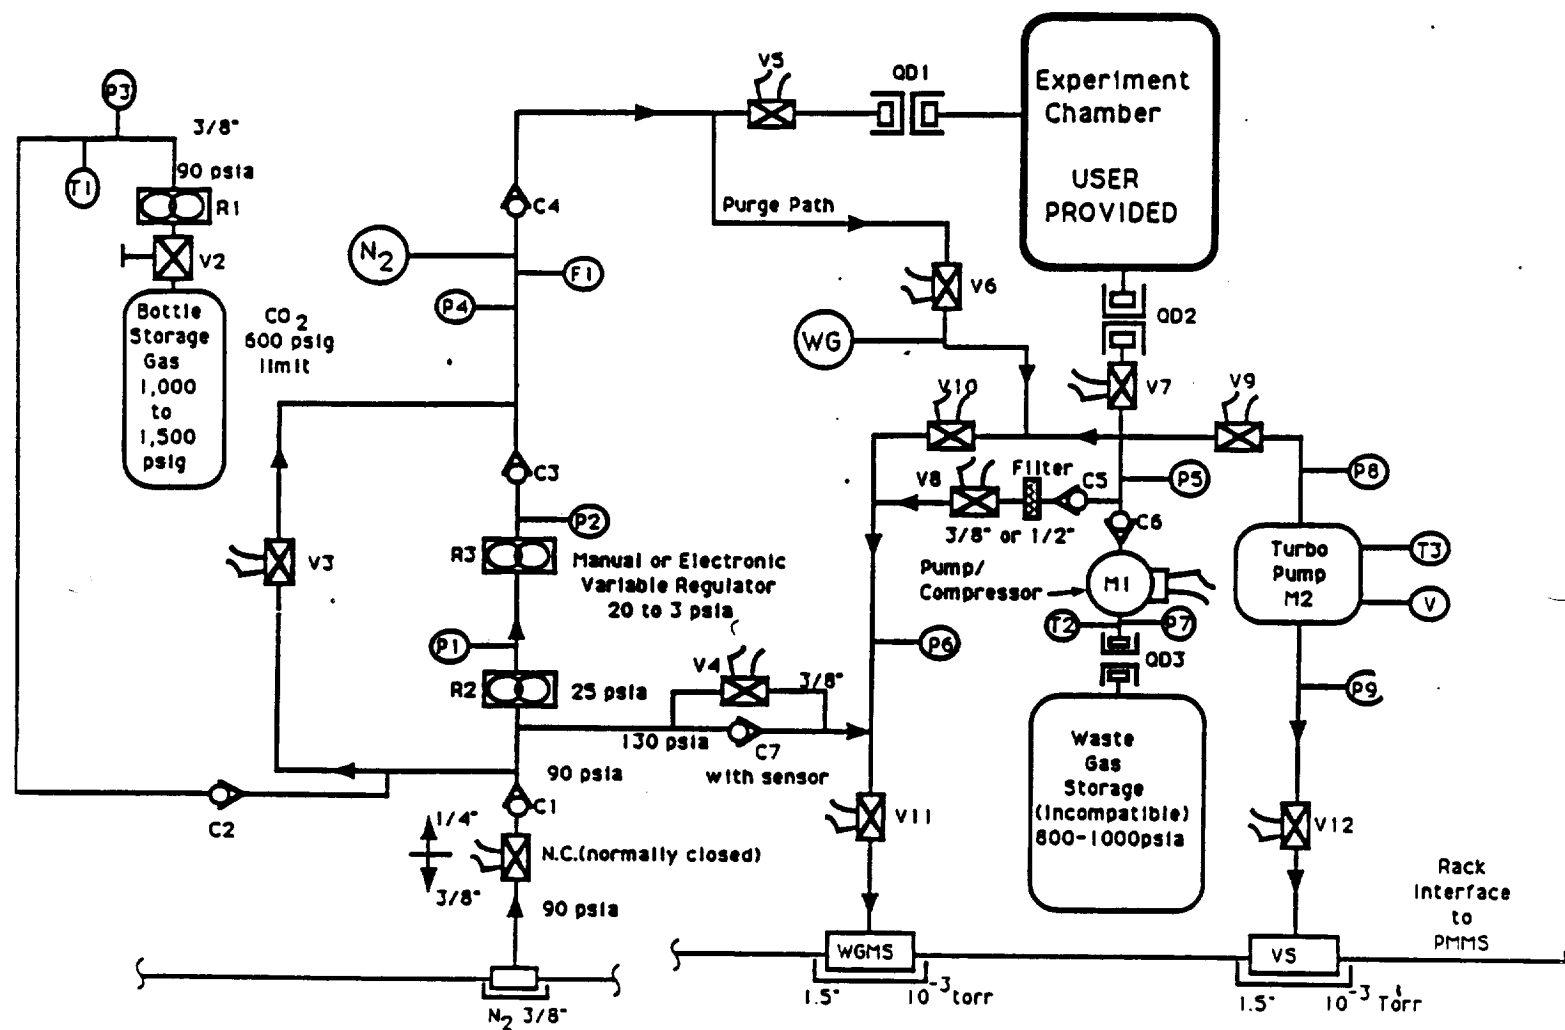 P3
3/8"
T1
90 psia
R1
V2
Bottle
Storage
Gas
1,000
to
1,500
psig
CO2
600 psig
limit
N2
P4
F1
C4
V5
QD1
Experiment
Chamber
USER
PROVIDED
Purge Path
V6
WG
QD2
V7
V10
V9
C3
P2
R3
Manual or Electronic
Variable Regulator
20 to 3 psia
V3
P1
R2
25 psia
V4
3/8"
130 psia
C7
with sensor
90 psia
C1
C2
1/4"
N.C.(normally closed)
3/8"
90 psia
N2 3/8"
V8
Filter
C5
P5
3/8" or 1/2"
C6
Pump/
Compressor
M1
T2
P7
QD3
P6
P8
Turbo
Pump
M2
T3
V
P9
Waste
Gas
Storage
(Incompatible)
800-1000psia
V11
V12
Rack
Interface
to
PMMS
WGMS
1.5"
10-3 torr
VS
1.5"
10-3 Torr